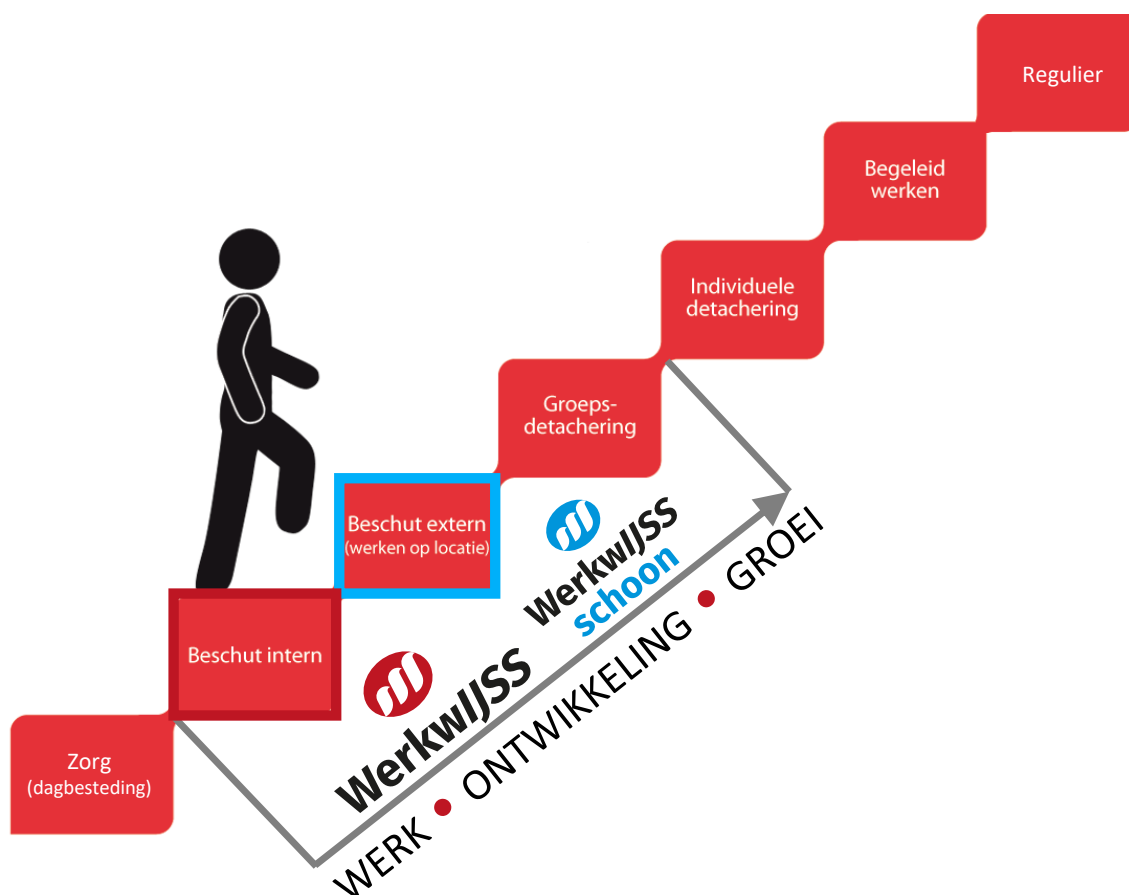 Regulier
Begeleid
werken
Individuele
detachering
Groeps-
detachering
Beschut extern
(werken op locatie)
Beschut intern
Zorg
(dagbesteding)
WerkwIJSS
schoon
WerkwIJSS
WERK • ONTWIKKELING • GROEI